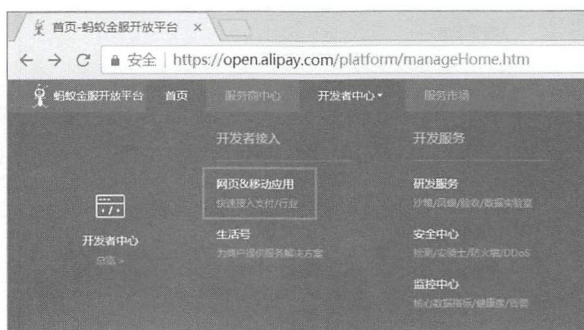 首页-蚂蚁金服开放平台 ×
安全 | https://open.alipay.com/platform/manageHome.htm
蚂蚁金服开放平台 首页 服务商中心 开发者中心 服务市场
开发者接入 开发服务
网页&移动应用 研发服务
快速接入支付/行业 沙箱/凤蝶/验收/数据实验室
开发者中心 生活号 安全中心
总览 > 为商户提供服务解决方案 检测/安骑士/防火墙/DDoS
监控中心
核心数据指标/健康度/告警